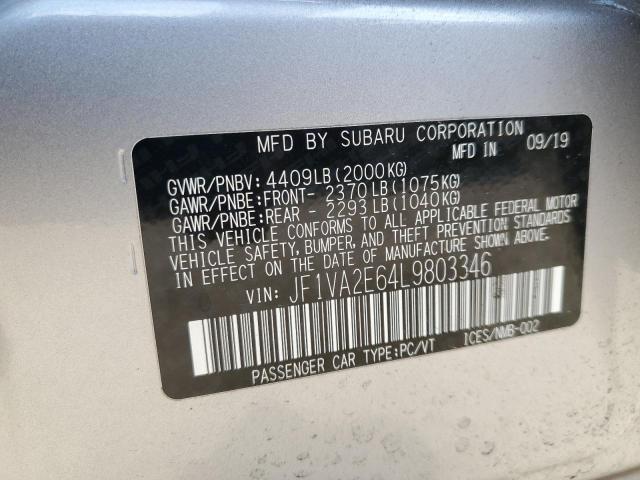 MFD BY SUBARU CORPORATION
MFD IN 09/19
GVWR/PNBV: 4409LB(2000KG)
GAWR/PNBE:FRONT- 2370LB(1075KG)
GAWR/PNBE:REAR - 2293LB(1040KG)
THIS VEHICLE CONFORMS TO ALL APPLICABLE FEDERAL MOTOR
VEHICLE SAFETY, BUMPER, AND THEFT PREVENTION STANDARDS
IN EFFECT ON THE DATE OF MANUFACTURE SHOWN ABOVE.
VIN: JF1VA2E64L9803346
PASSENGER CAR TYPE:PC/VT ICES/NMB-002